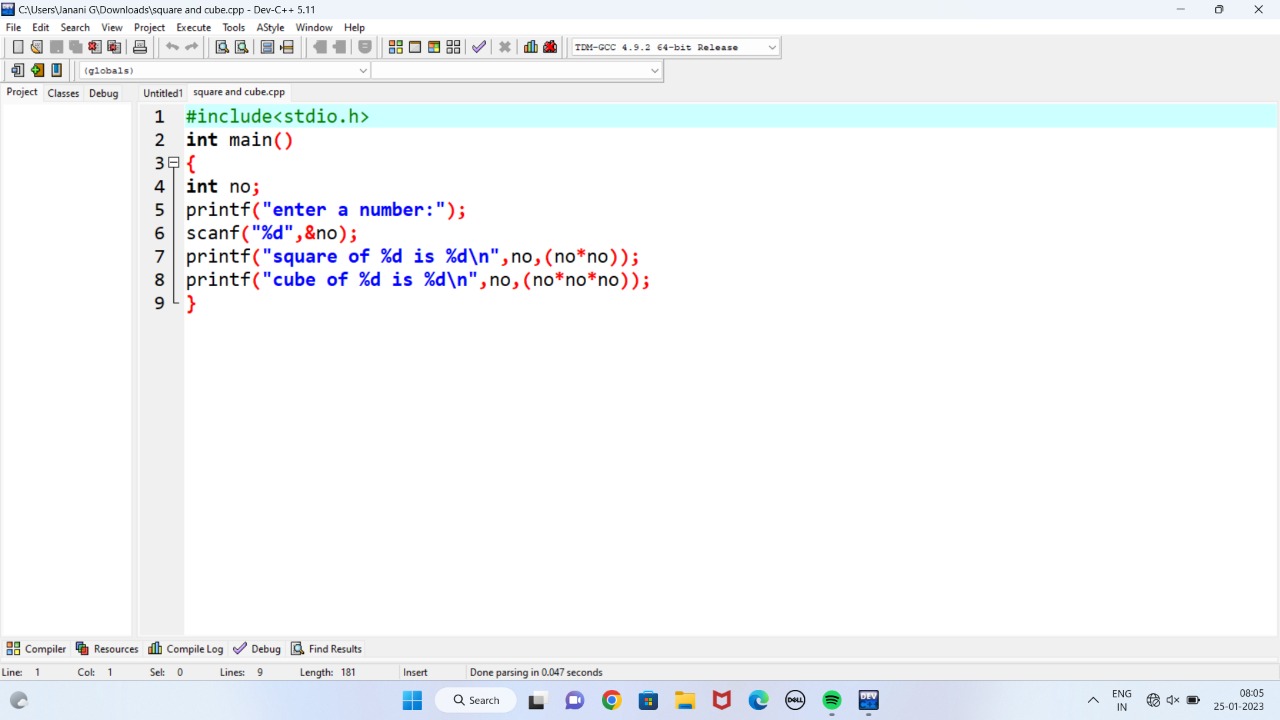 C:\Users\Janani G\Downloads\square and cube.cpp - Dev-C++ 5.11
File Edit Search View Project Execute Tools AStyle Window Help
TDM-GCC 4.9.2 64-bit Release
(globals)
Project Classes Debug Untitled1 square and cube.cpp
1 #include<stdio.h>
2 int main()
3 {
4 int no;
5 printf("enter a number:");
6 scanf("%d",&no);
7 printf("square of %d is %d\n",no,(no*no));
8 printf("cube of %d is %d\n",no,(no*no*no));
9 }
Compiler Resources Compile Log Debug Find Results
Line: 1 Col: 1 Sel: 0 Lines: 9 Length: 181 Insert Done parsing in 0.047 seconds
Search DELL DEV ENG 08:05
IN 25-01-2023